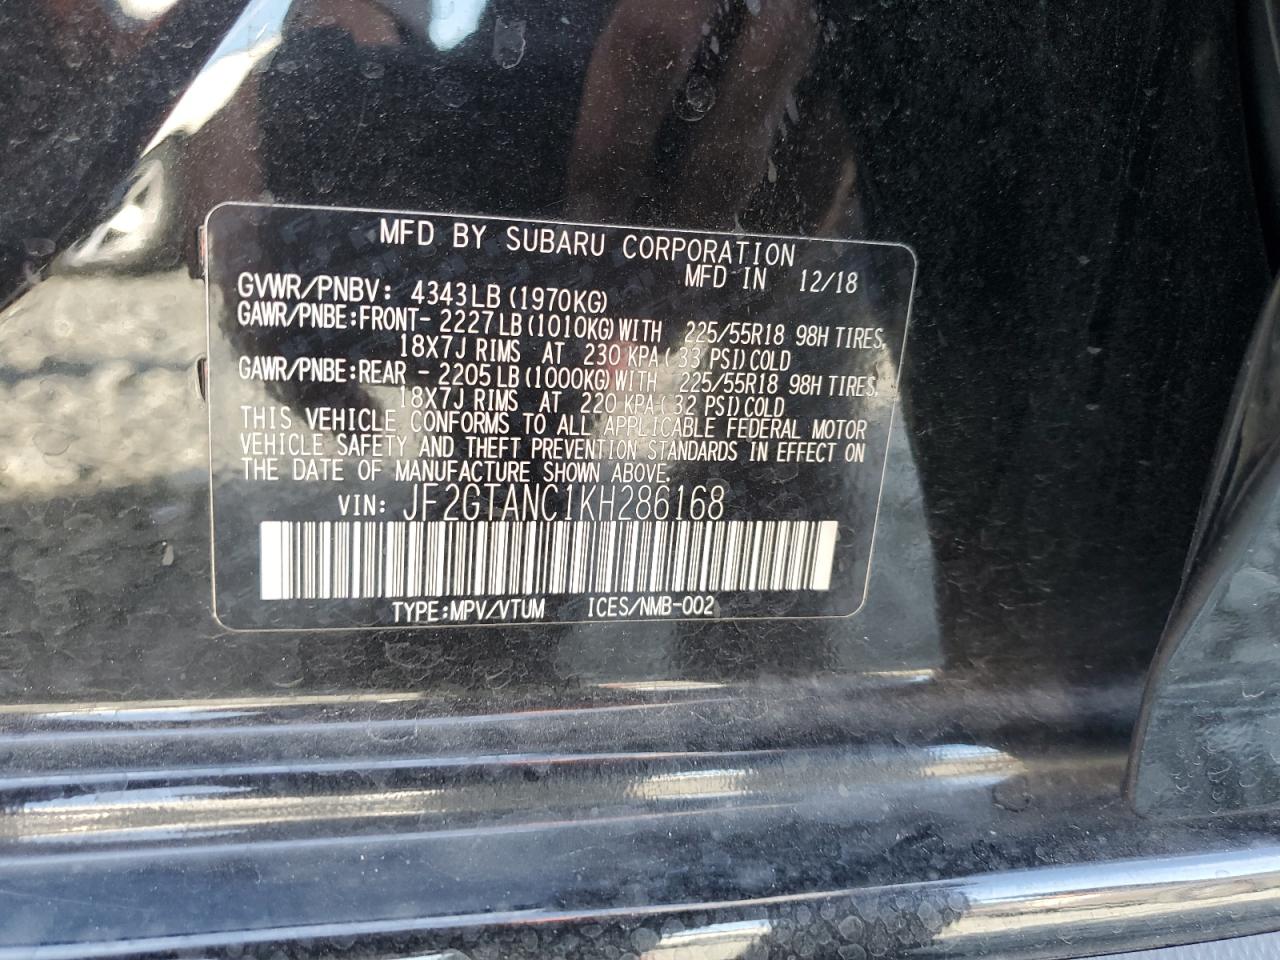 MFD BY SUBARU CORPORATION
MFD IN 12/18
GVWR/PNBV: 4343LB (1970KG)
GAWR/PNBE:FRONT- 2227LB(1010KG)WITH 225/55R18 98H TIRES,
18X7J RIMS AT 230 KPA(33 PSI)COLD
GAWR/PNBE:REAR - 2205LB(1000KG)WITH 225/55R18 98H TIRES,
18X7J RIMS AT 220 KPA(32 PSI)COLD
THIS VEHICLE CONFORMS TO ALL APPLICABLE FEDERAL MOTOR
VEHICLE SAFETY AND THEFT PREVENTION STANDARDS IN EFFECT ON
THE DATE OF MANUFACTURE SHOWN ABOVE.
VIN: JF2GTANC1KH286168
TYPE:MPV/VTUM ICES/NMB-002